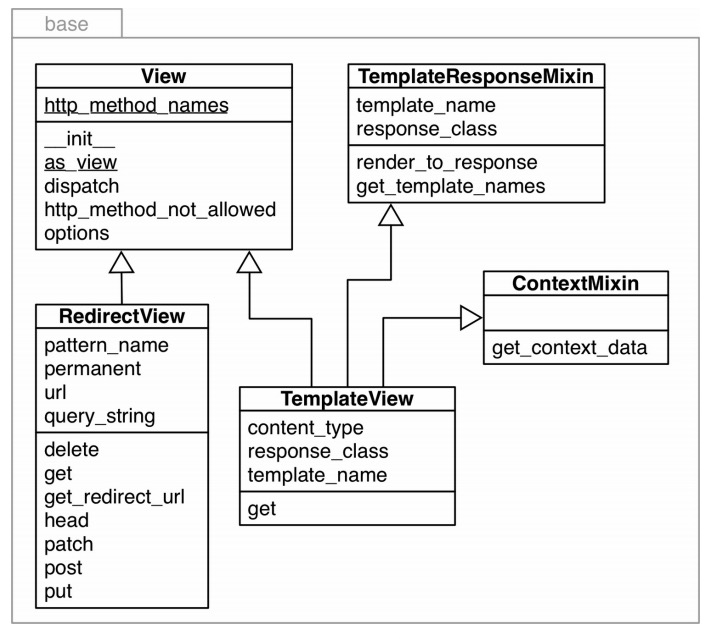 base
View
http_method_names
__init__
as_view
dispatch
http_method_not_allowed
options
TemplateResponseMixin
template_name
response_class
render_to_response
get_template_names
ContextMixin
get_context_data
RedirectView
pattern_name
permanent
url
query_string
delete
get
get_redirect_url
head
patch
post
put
TemplateView
content_type
response_class
template_name
get